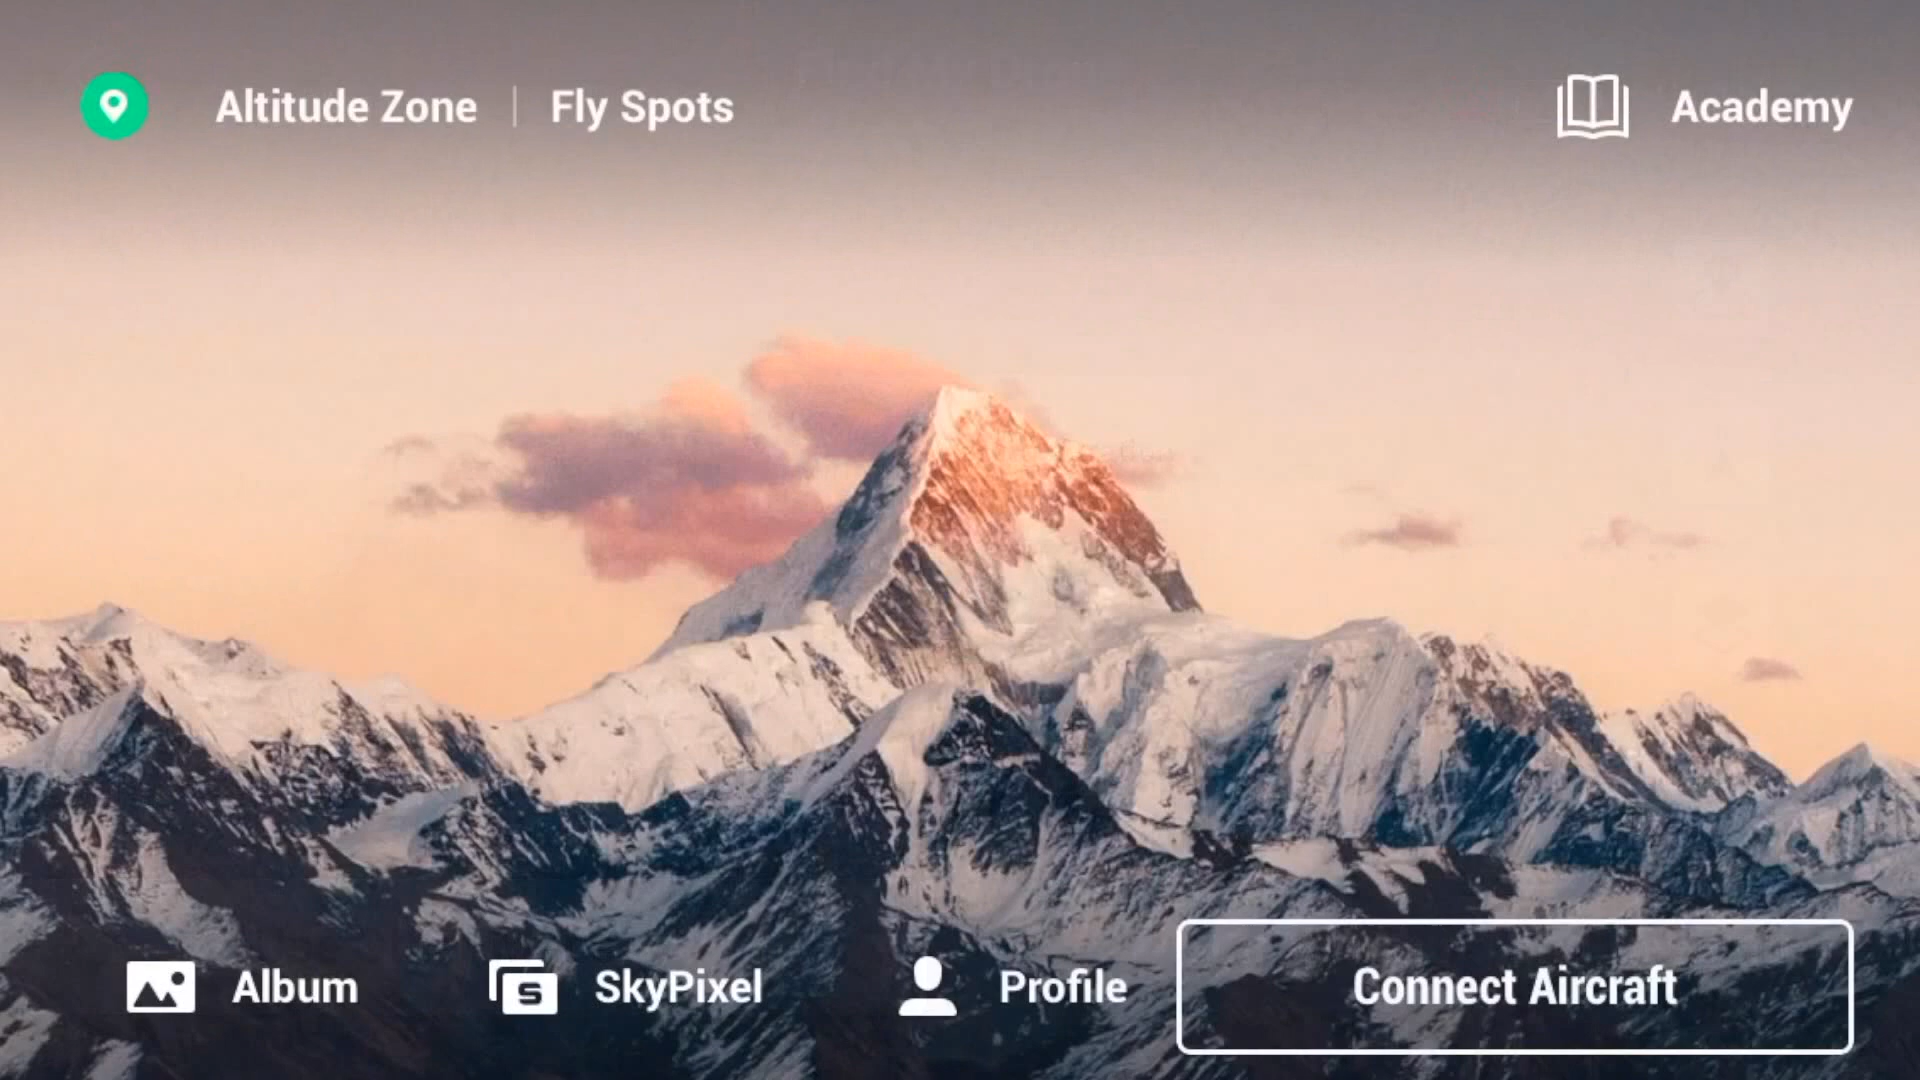 Altitude Zone | Fly Spots
Academy
Album
SkyPixel
Profile
Connect Aircraft